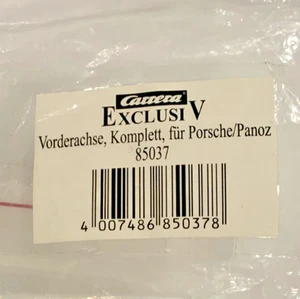 Carrera
EXCLUSIV
Vorderachse, Komplett, für Porsche/Panoz
85037
4 007486 850378